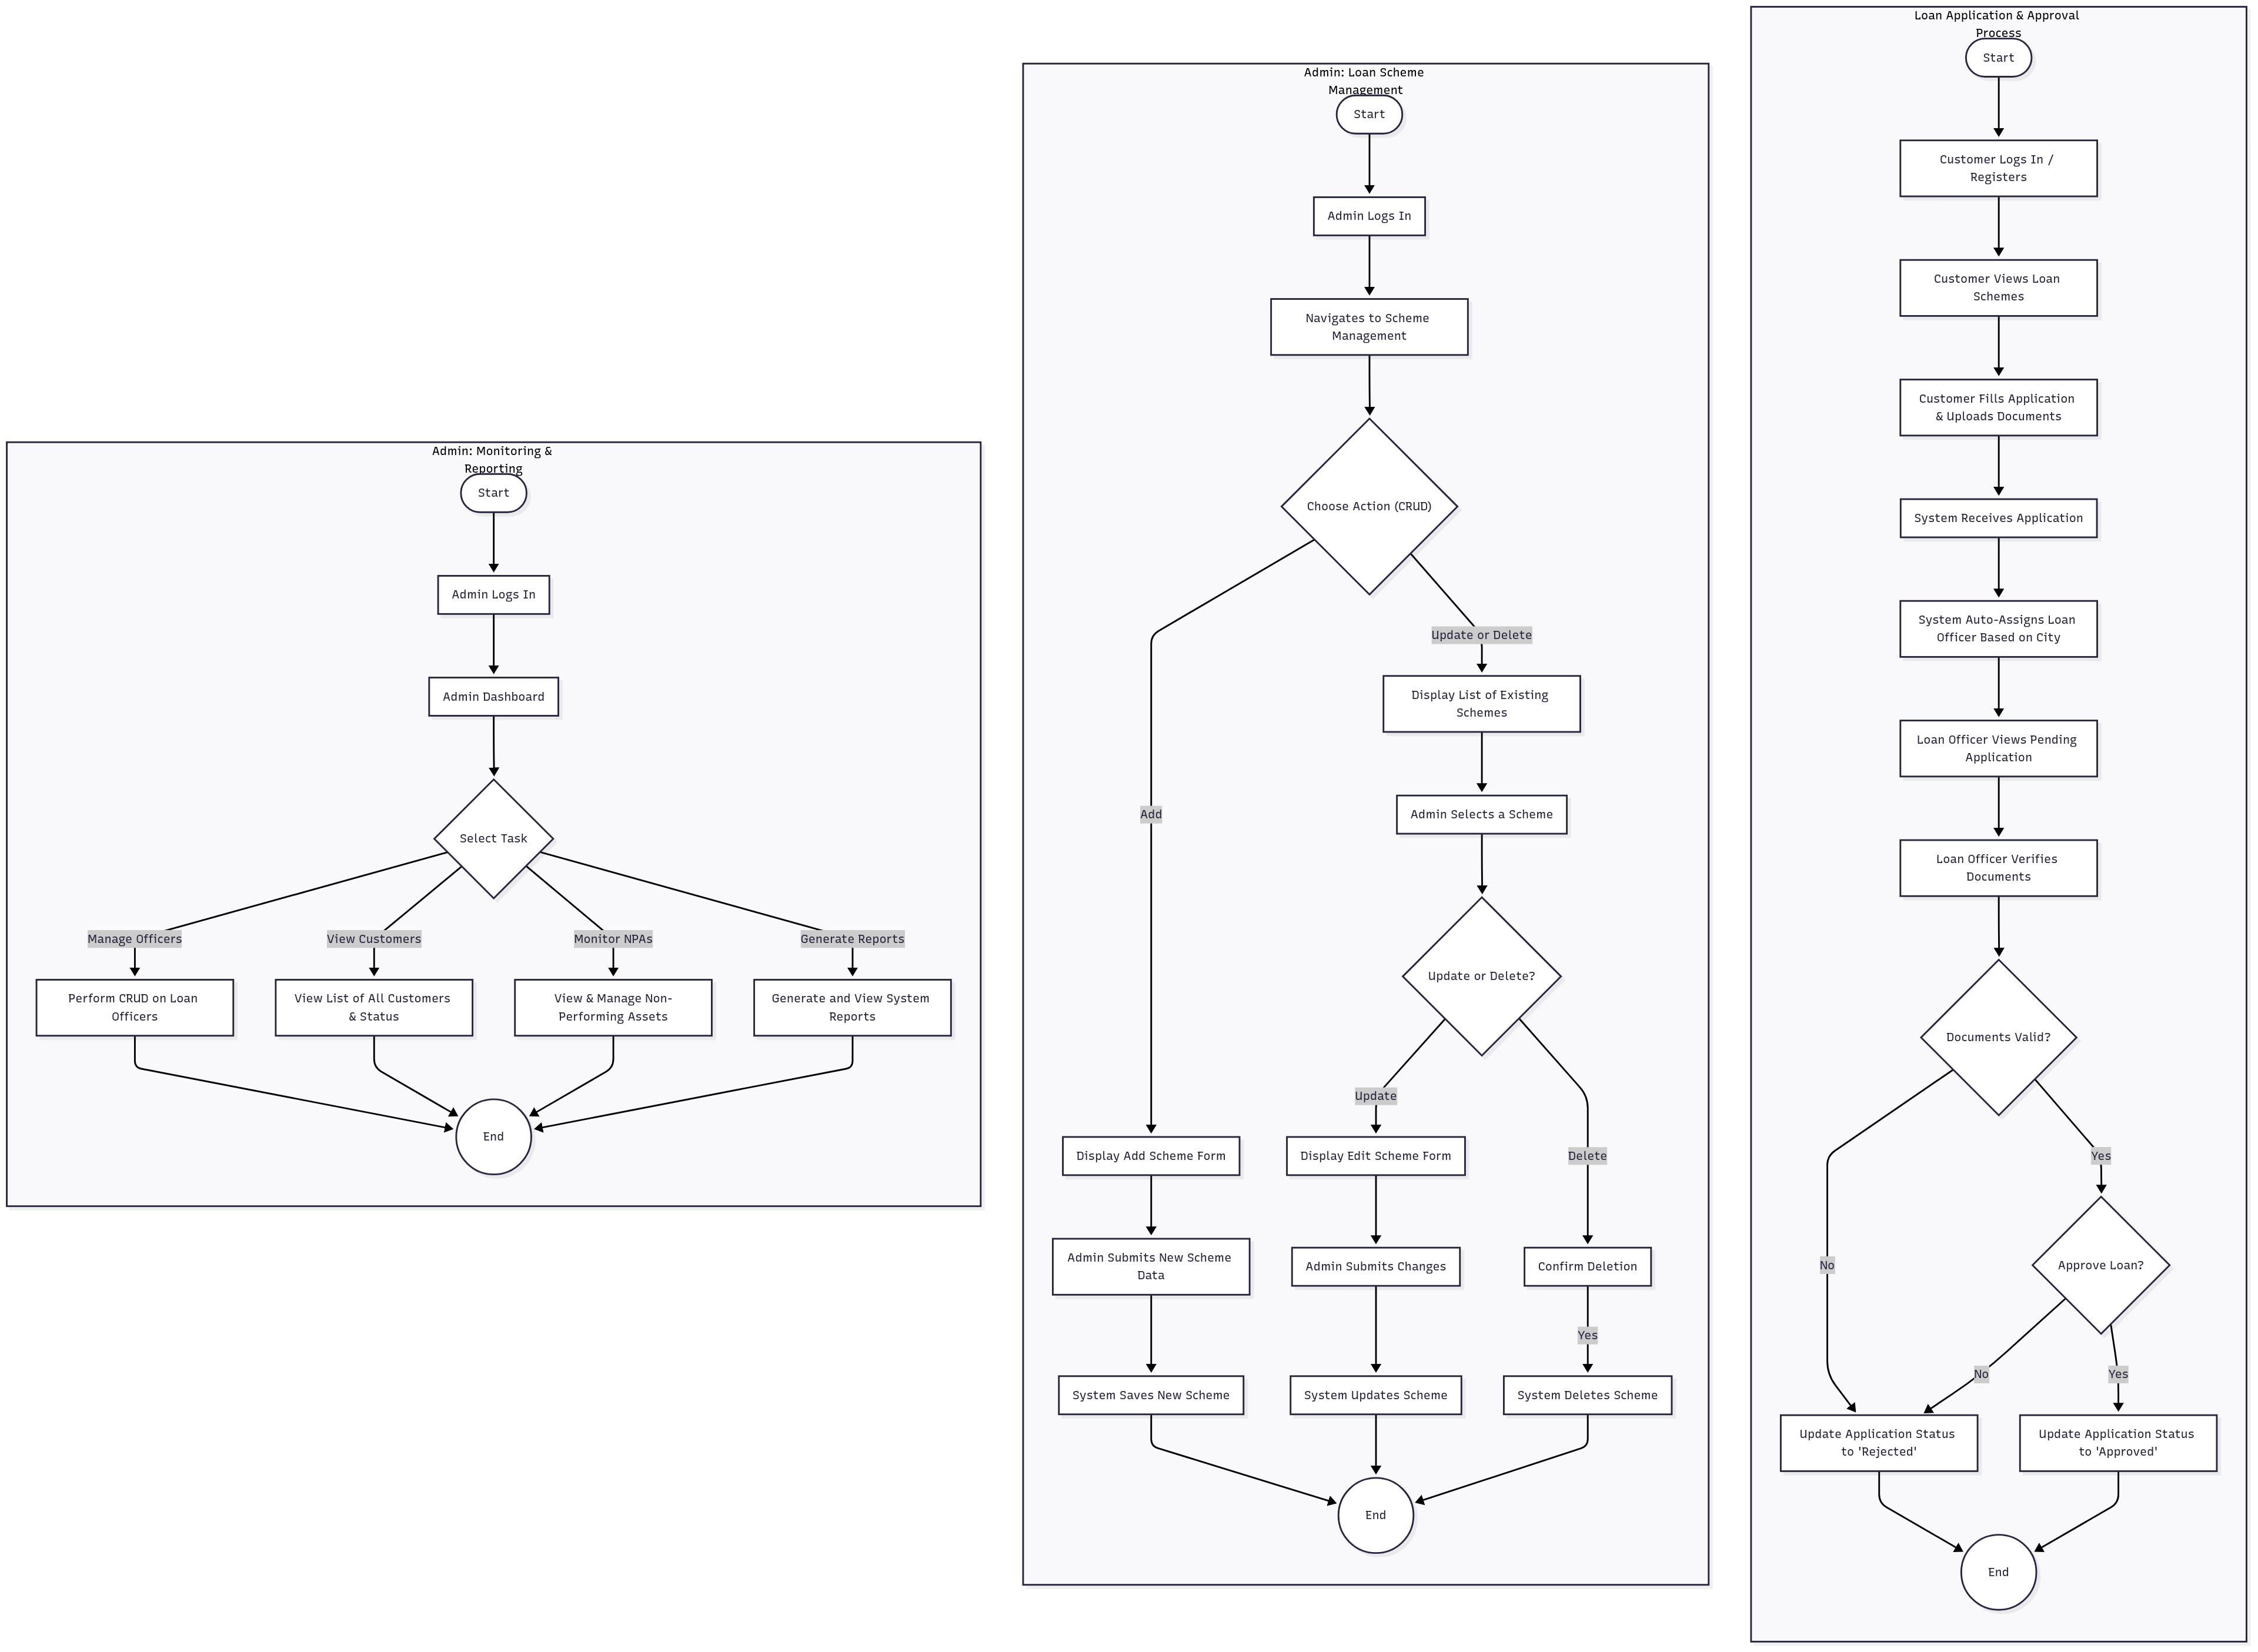 Admin: Monitoring &
Reporting
Start
Admin Logs In
Admin Dashboard
Select Task
Manage Officers
View Customers
Monitor NPAs
Generate Reports
Perform CRUD on Loan
Officers
View List of All Customers
& Status
View & Manage Non-
Performing Assets
Generate and View System
Reports
End
Admin: Loan Scheme
Management
Start
Admin Logs In
Navigates to Scheme
Management
Choose Action (CRUD)
Update or Delete
Display List of Existing
Schemes
Add
Admin Selects a Scheme
Update or Delete?
Update
Display Add Scheme Form
Display Edit Scheme Form
Delete
Admin Submits New Scheme
Data
Admin Submits Changes
Confirm Deletion
Yes
System Saves New Scheme
System Updates Scheme
System Deletes Scheme
End
Loan Application & Approval
Process
Start
Customer Logs In /
Registers
Customer Views Loan
Schemes
Customer Fills Application
& Uploads Documents
System Receives Application
System Auto-Assigns Loan
Officer Based on City
Loan Officer Views Pending
Application
Loan Officer Verifies
Documents
Documents Valid?
Yes
No
Approve Loan?
No
Yes
Update Application Status
to 'Rejected'
Update Application Status
to 'Approved'
End